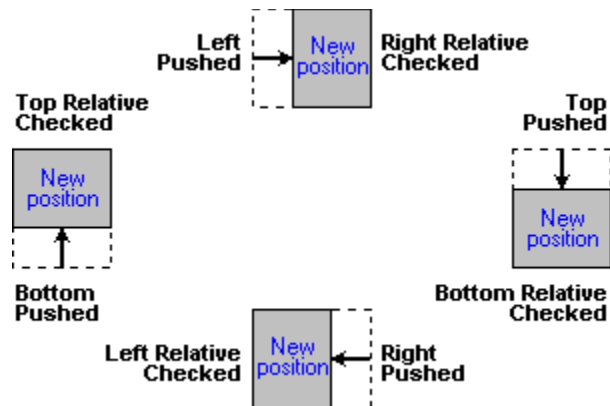 Left
Pushed
New
position
Right Relative
Checked
Top Relative
Checked
New
position
Bottom
Pushed
Top
Pushed
New
position
Bottom Relative
Checked
Left Relative
Checked
New
position
Right
Pushed